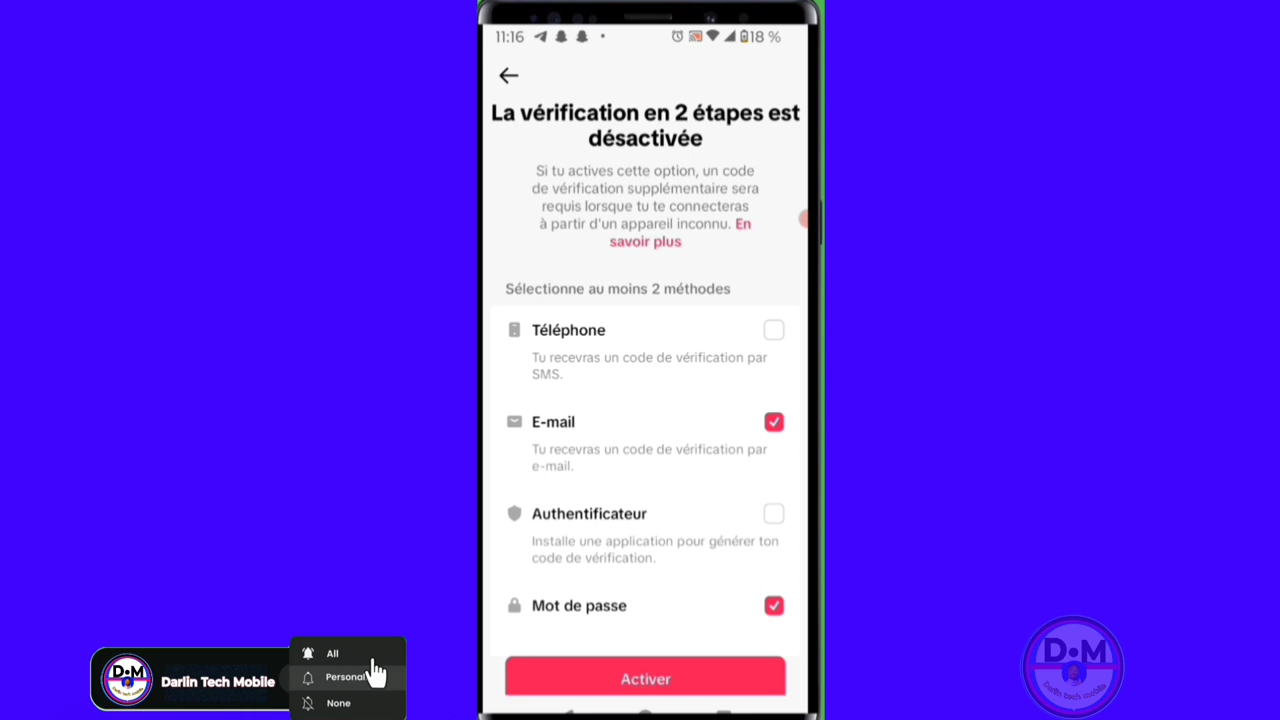 11:16
18 %
La vérification en 2 étapes est
désactivée
Si tu actives cette option, un code
de vérification supplémentaire sera
requis lorsque tu te connecteras
à partir d'un appareil inconnu. En
savoir plus
Sélectionne au moins 2 méthodes
Téléphone
Tu recevras un code de vérification par
SMS.
E-mail
Tu recevras un code de vérification par
e-mail.
Authentificateur
Installe une application pour générer ton
code de vérification.
Mot de passe
Activer
D•M
Darlin Tech Mobile
All
Personal
None
D•M
Darlin tech mobile